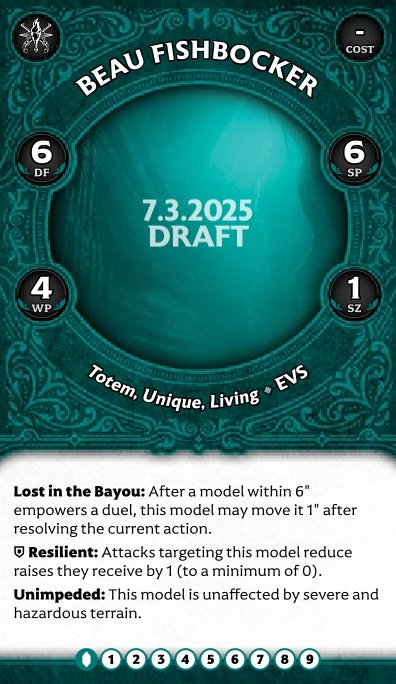 -
COST
BEAU FISHBOCKER
6
DF
6
SP
7.3.2025
DRAFT
4
WP
1
SZ
Totem, Unique, Living ♦ EVS
Lost in the Bayou: After a model within 6"
empowers a duel, this model may move it 1" after
resolving the current action.
Resilient: Attacks targeting this model reduce
raises they receive by 1 (to a minimum of 0).
Unimpeded: This model is unaffected by severe and
hazardous terrain.
1 2 3 4 5 6 7 8 9